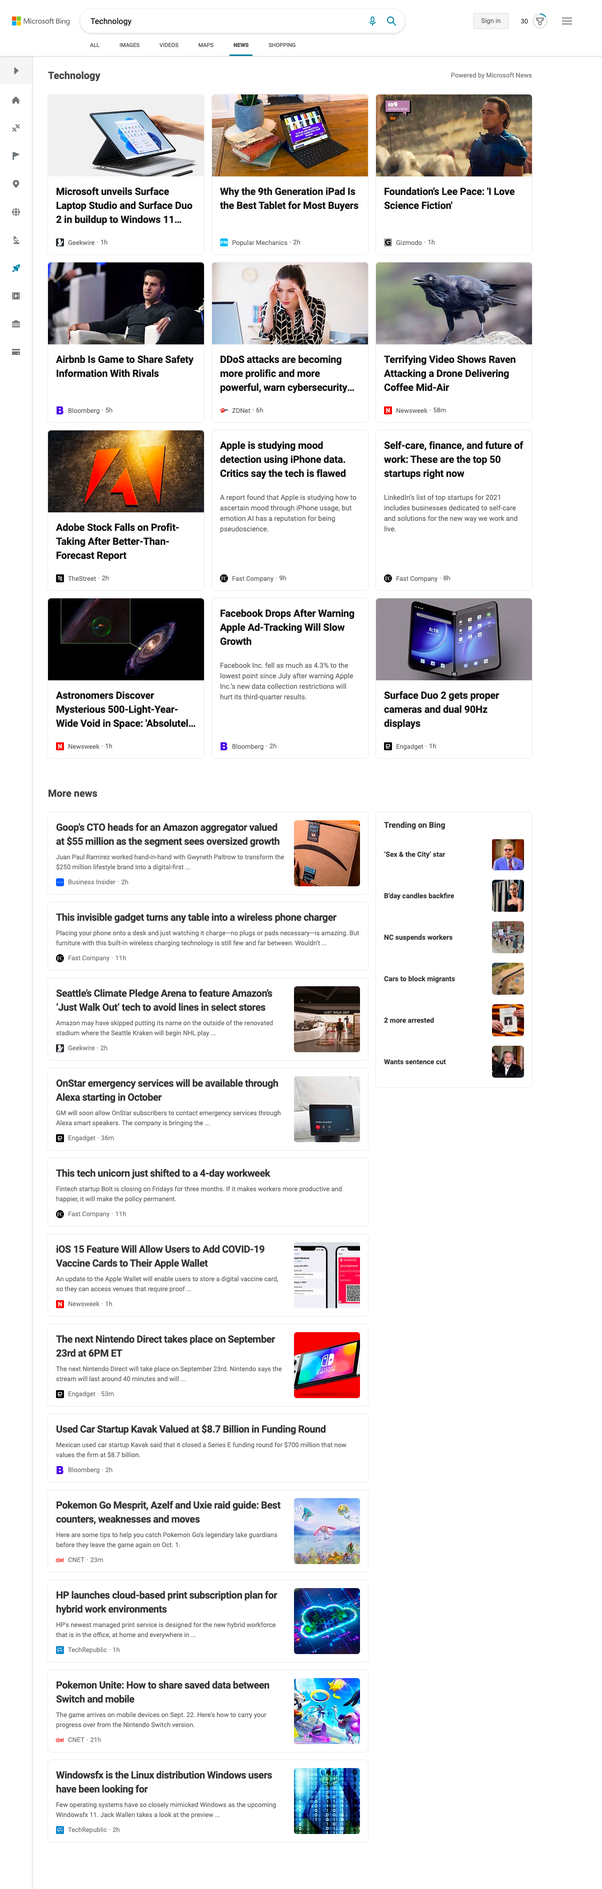 Microsoft Bing
Technology
Sign in
30
ALL
IMAGES
VIDEOS
MAPS
NEWS
SHOPPING
Technology
Powered by Microsoft News
Microsoft unveils Surface
Laptop Studio and Surface Duo
2 in buildup to Windows 11...
Geekwire · 1h
Why the 9th Generation iPad Is
the Best Tablet for Most Buyers
Popular Mechanics · 2h
io9
Foundation's Lee Pace: 'I Love
Science Fiction'
Gizmodo · 1h
Airbnb Is Game to Share Safety
Information With Rivals
Bloomberg · 5h
DDoS attacks are becoming
more prolific and more
powerful, warn cybersecurity...
ZDNet · 6h
Terrifying Video Shows Raven
Attacking a Drone Delivering
Coffee Mid-Air
Newsweek · 58m
Adobe Stock Falls on Profit-
Taking After Better-Than-
Forecast Report
TheStreet · 2h
Apple is studying mood
detection using iPhone data.
Critics say the tech is flawed
A report found that Apple is studying how to
ascertain mood through iPhone usage, but
emotion AI has a reputation for being
pseudoscience.
Fast Company · 9h
Self-care, finance, and future of
work: These are the top 50
startups right now
LinkedIn's list of top startups for 2021
includes businesses dedicated to self-care
and solutions for the new way we work and
live.
Fast Company · 8h
Astronomers Discover
Mysterious 500-Light-Year-
Wide Void in Space: 'Absolutel...
Newsweek · 1h
Facebook Drops After Warning
Apple Ad-Tracking Will Slow
Growth
Facebook Inc. fell as much as 4.3% to the
lowest point since July after warning Apple
Inc.'s new data collection restrictions will
hurt its third-quarter results.
Bloomberg · 2h
Surface Duo 2 gets proper
cameras and dual 90Hz
displays
Engadget · 1h
More news
Goop's CTO heads for an Amazon aggregator valued
at $55 million as the segment sees oversized growth
Juan Paul Ramirez worked hand-in-hand with Gwyneth Paltrow to transform the
$250 million lifestyle brand into a digital-first ...
Business Insider · 2h
This invisible gadget turns any table into a wireless phone charger
Placing your phone onto a desk and just watching it charge—no plugs or pads necessary—is amazing. But
furniture with this built-in wireless charging technology is still few and far between. Wouldn't ...
Fast Company · 11h
Seattle's Climate Pledge Arena to feature Amazon's
'Just Walk Out' tech to avoid lines in select stores
Amazon may have skipped putting its name on the outside of the renovated
stadium where the Seattle Kraken will begin NHL play ...
Geekwire · 2h
JUST WALK OUT
OnStar emergency services will be available through
Alexa starting in October
GM will soon allow OnStar subscribers to contact emergency services through
Alexa smart speakers. The company is bringing the ...
Engadget · 36m
This tech unicorn just shifted to a 4-day workweek
Fintech startup Bolt is closing on Fridays for three months. If it makes workers more productive and
happier, it will make the policy permanent.
Fast Company · 11h
iOS 15 Feature Will Allow Users to Add COVID-19
Vaccine Cards to Their Apple Wallet
An update to the Apple Wallet will enable users to store a digital vaccine card,
so they can access venues that require proof ...
Newsweek · 1h
The next Nintendo Direct takes place on September
23rd at 6PM ET
The next Nintendo Direct will take place on September 23rd. Nintendo says the
stream will last around 40 minutes and will ...
Engadget · 53m
Used Car Startup Kavak Valued at $8.7 Billion in Funding Round
Mexican used car startup Kavak said that it closed a Series E funding round for $700 million that now
values the firm at $8.7 billion.
Bloomberg · 2h
Pokemon Go Mesprit, Azelf and Uxie raid guide: Best
counters, weaknesses and moves
Here are some tips to help you catch Pokemon Go's legendary lake guardians
before they leave the game again on Oct. 1.
CNET · 23m
HP launches cloud-based print subscription plan for
hybrid work environments
HP's newest managed print service is designed for the new hybrid workforce
that is in the office, at home and everywhere in ...
TechRepublic · 1h
Pokemon Unite: How to share saved data between
Switch and mobile
The game arrives on mobile devices on Sept. 22. Here's how to carry your
progress over from the Nintendo Switch version.
CNET · 21h
Windowsfx is the Linux distribution Windows users
have been looking for
Few operating systems have so closely mimicked Windows as the upcoming
Windowsfx 11. Jack Wallen takes a look at the preview ...
TechRepublic · 2h
Trending on Bing
'Sex & the City' star
B'day candles backfire
NC suspends workers
Cars to block migrants
2 more arrested
Wants sentence cut